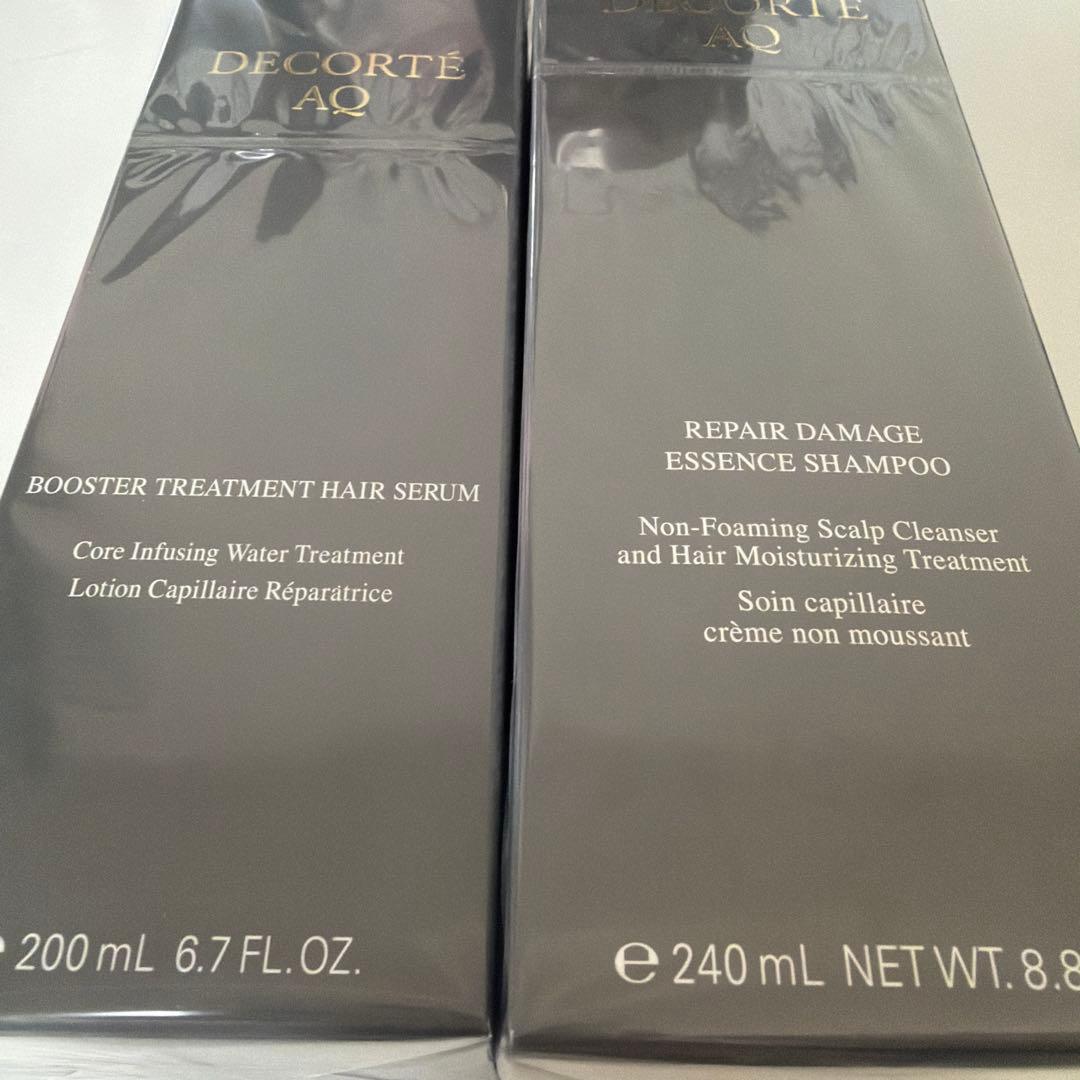 DECORTÉ
AQ
BOOSTER TREATMENT HAIR SERUM
Core Infusing Water Treatment
Lotion Capillaire Réparatrice
e 200 mL 6.7 FL. OZ.
DECORTÉ
AQ
REPAIR DAMAGE
ESSENCE SHAMPOO
Non-Foaming Scalp Cleanser
and Hair Moisturizing Treatment
Soin capillaire
crème non moussant
e 240 mL NET WT. 8.8